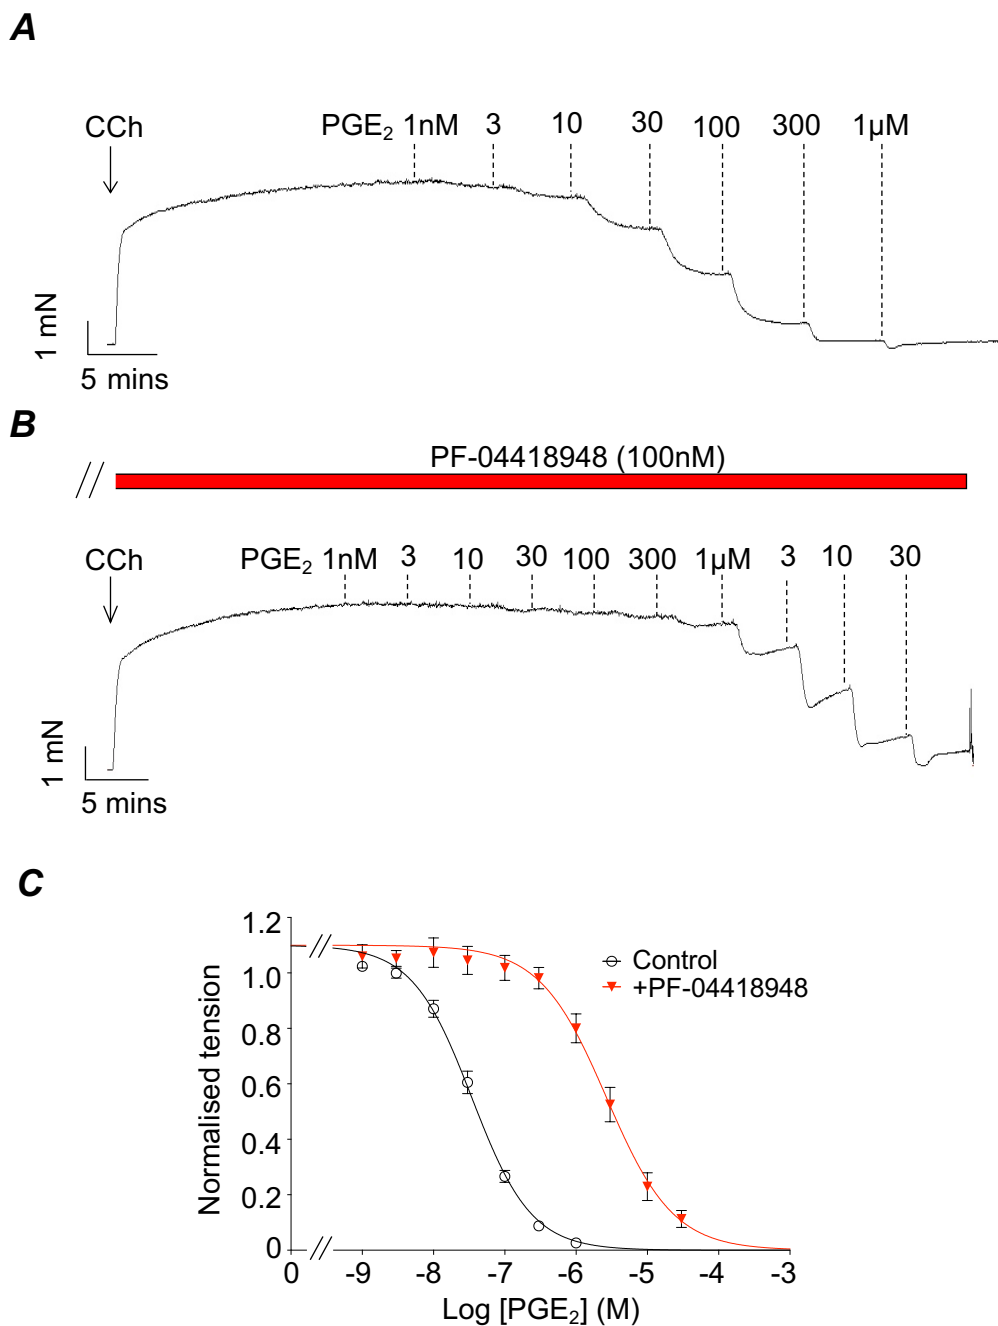 A
CCh
PGE₂ 1nM 3 10 30 100 300 1µM
1 mN
5 mins
B
PF-04418948 (100nM)
CCh
PGE₂ 1nM 3 10 30 100 300 1µM 3 10 30
1 mN
5 mins
C
1.2
1.0
0.8
0.6
0.4
0.2
0
Normalised tension
Control
+PF-04418948
0 -9 -8 -7 -6 -5 -4 -3
Log [PGE₂] (M)